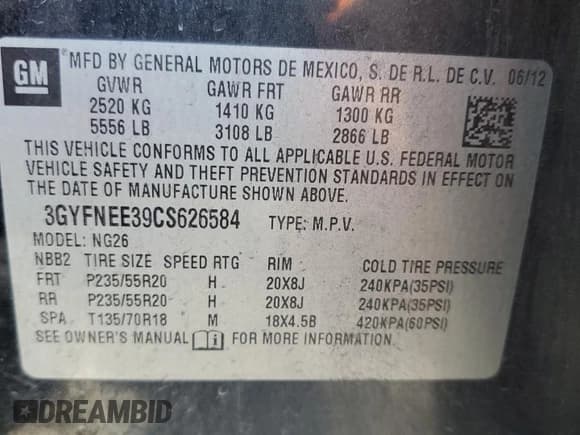 GM
MFD BY GENERAL MOTORS DE MEXICO, S. DE R.L. DE C.V. 06/12
GVWR GAWR FRT GAWR RR
2520 KG 1410 KG 1300 KG
5556 LB 3108 LB 2866 LB
THIS VEHICLE CONFORMS TO ALL APPLICABLE U.S. FEDERAL MOTOR
VEHICLE SAFETY AND THEFT PREVENTION STANDARDS IN EFFECT ON
THE DATE OF MANUFACTURE SHOWN ABOVE.
3GYFNEE39CS626584 TYPE: M.P.V.
MODEL: NG26
NBB2 TIRE SIZE SPEED RTG RIM COLD TIRE PRESSURE
FRT P235/55R20 H 20X8J 240KPA(35PSI)
RR P235/55R20 H 20X8J 240KPA(35PSI)
SPA T135/70R18 M 18X4.5B 420KPA(60PSI)
SEE OWNER'S MANUAL i FOR MORE INFORMATION.
DREAMBID